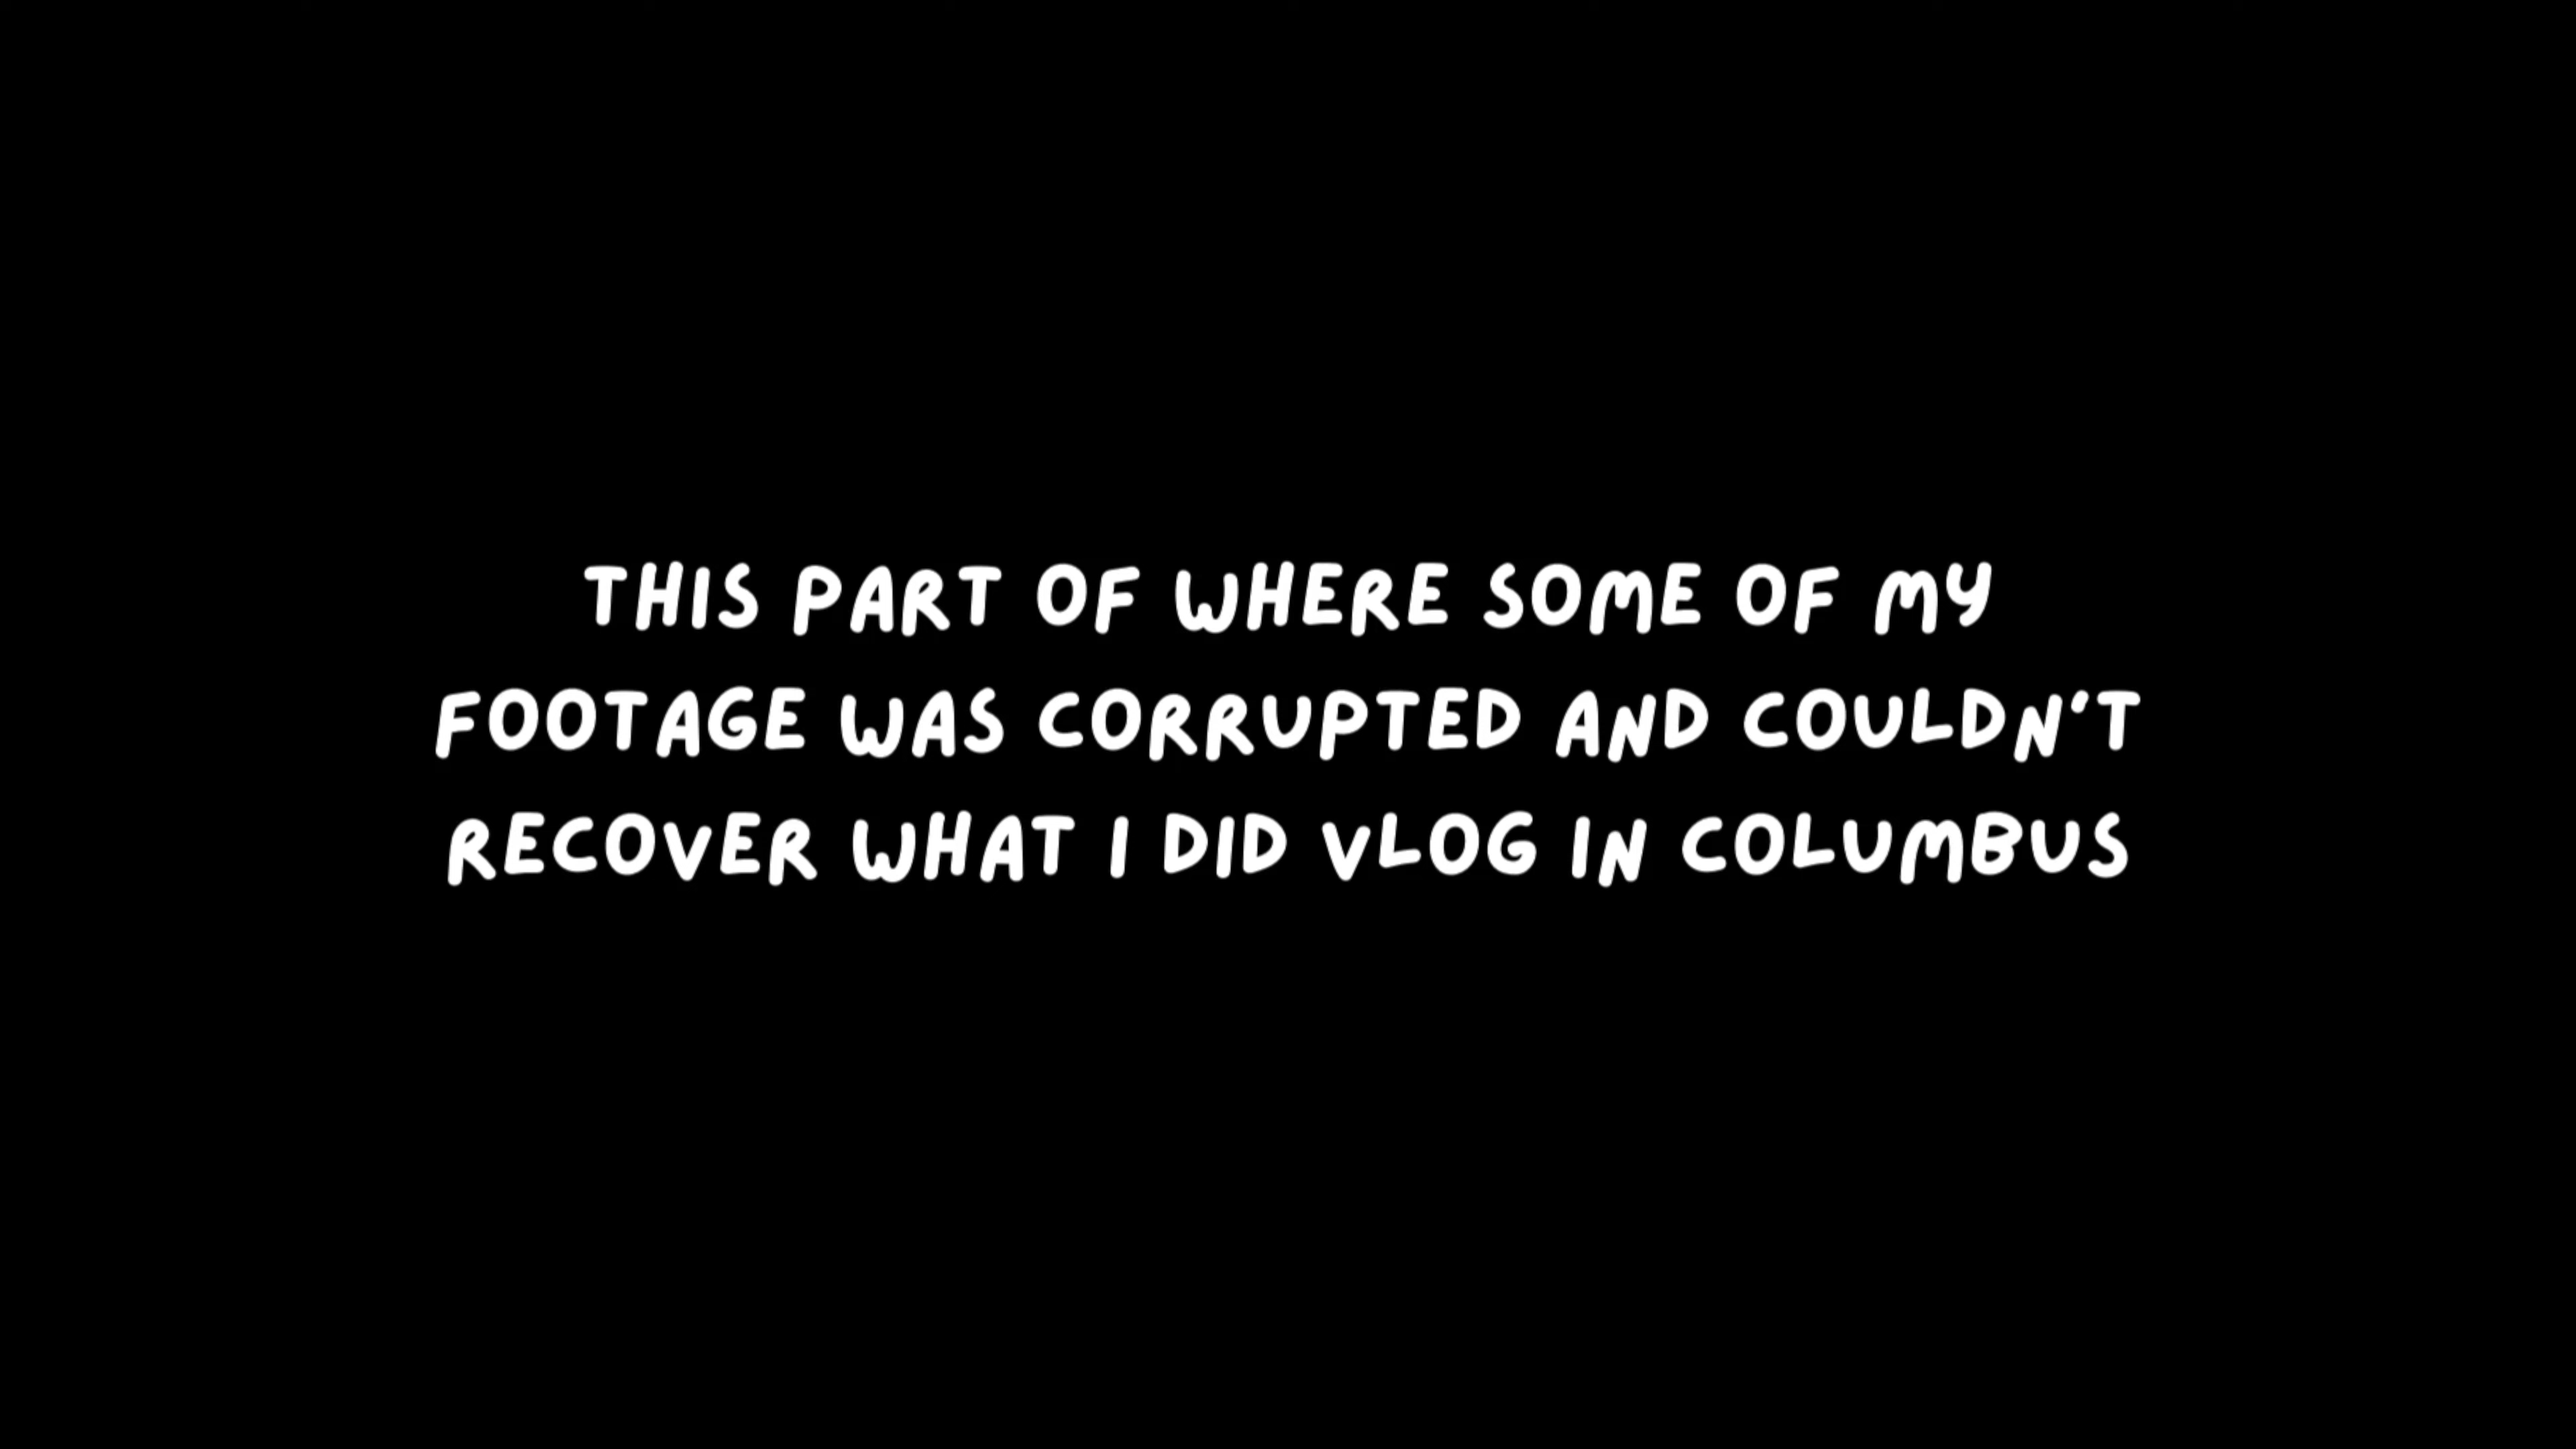 THIS PART OF WHERE SOME OF MY
FOOTAGE WAS CORRUPTED AND COULDN'T
RECOVER WHAT I DID VLOG IN COLUMBUS